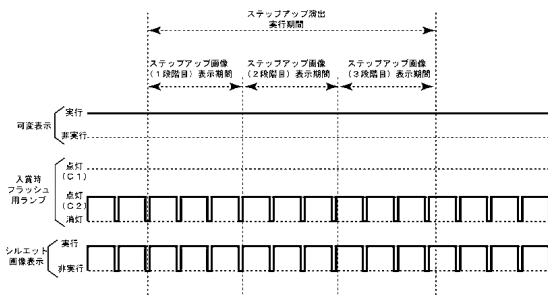 ステップアップ演出
実行期間
ステップアップ画像
(1段階目)表示期間
ステップアップ画像
(2段階目)表示期間
ステップアップ画像
(3段階目)表示期間
可変表示
実行
非実行
入賞時
フラッシュ
用ランプ
点灯
(C1)
点灯
(C2)
消灯
シルエット
画像表示
実行
非実行